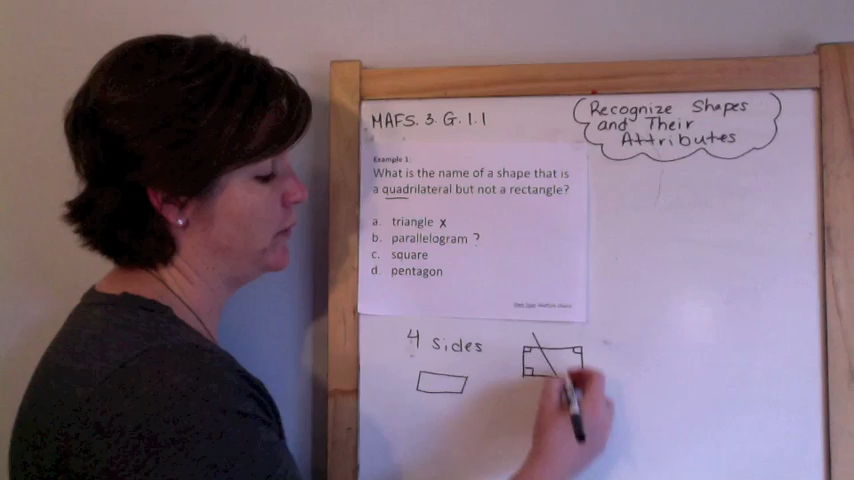 MAFS. 3. G. 1. 1
Recognize Shapes
and Their
Attributes
Example 1:
What is the name of a shape that is
a quadrilateral but not a rectangle?
a. triangle x
b. parallelogram ?
c. square
d. pentagon
4 sides